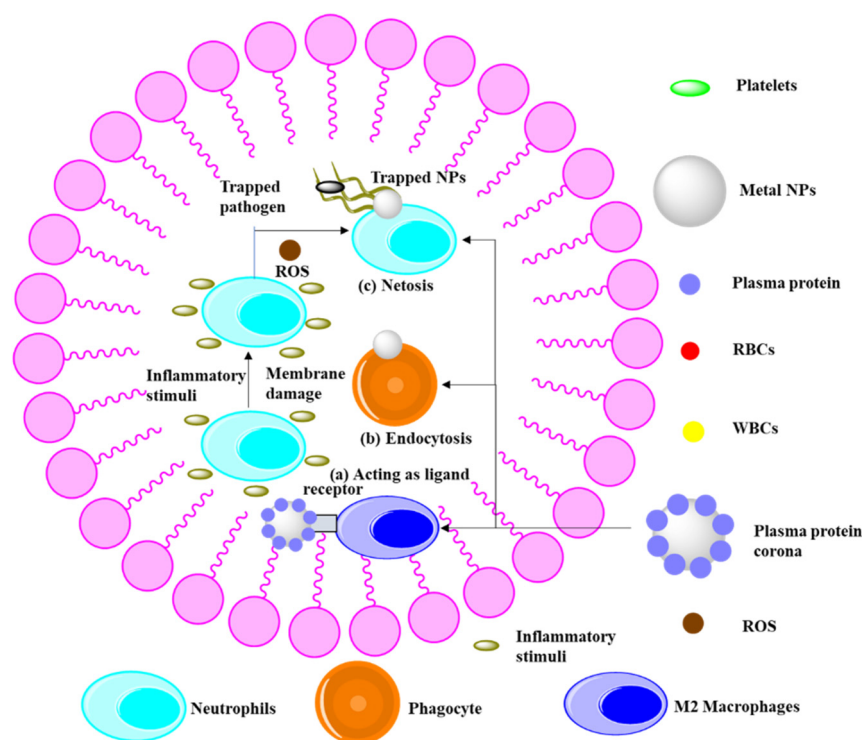 Platelets
Trapped
pathogen
Trapped NPs
Metal NPs
ROS
(c) Netosis
Plasma protein
RBCs
Inflammatory
stimuli
Membrane
damage
(b) Endocytosis
WBCs
(a) Acting as ligand
receptor
Plasma protein
corona
ROS
Inflammatory
stimuli
Neutrophils
Phagocyte
M2 Macrophages